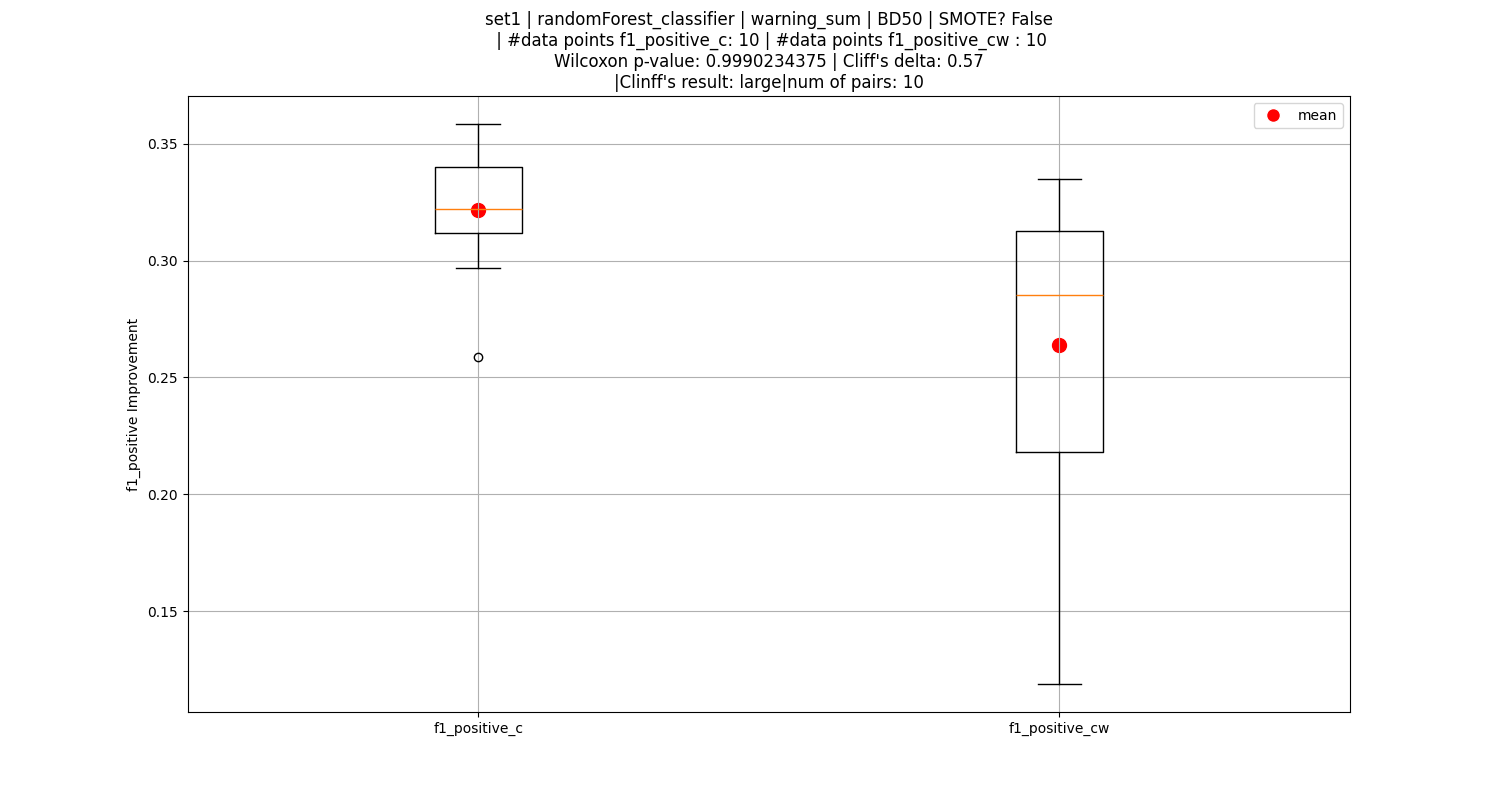 set1 | randomForest_classifier | warning_sum | BD50 | SMOTE? False
| #data points f1_positive_c: 10 | #data points f1_positive_cw : 10
Wilcoxon p-value: 0.9990234375 | Cliff's delta: 0.57
|Clinff's result: large|num of pairs: 10
mean
0.35
0.30
0.25
0.20
0.15
f1_positive Improvement
f1_positive_c
f1_positive_cw